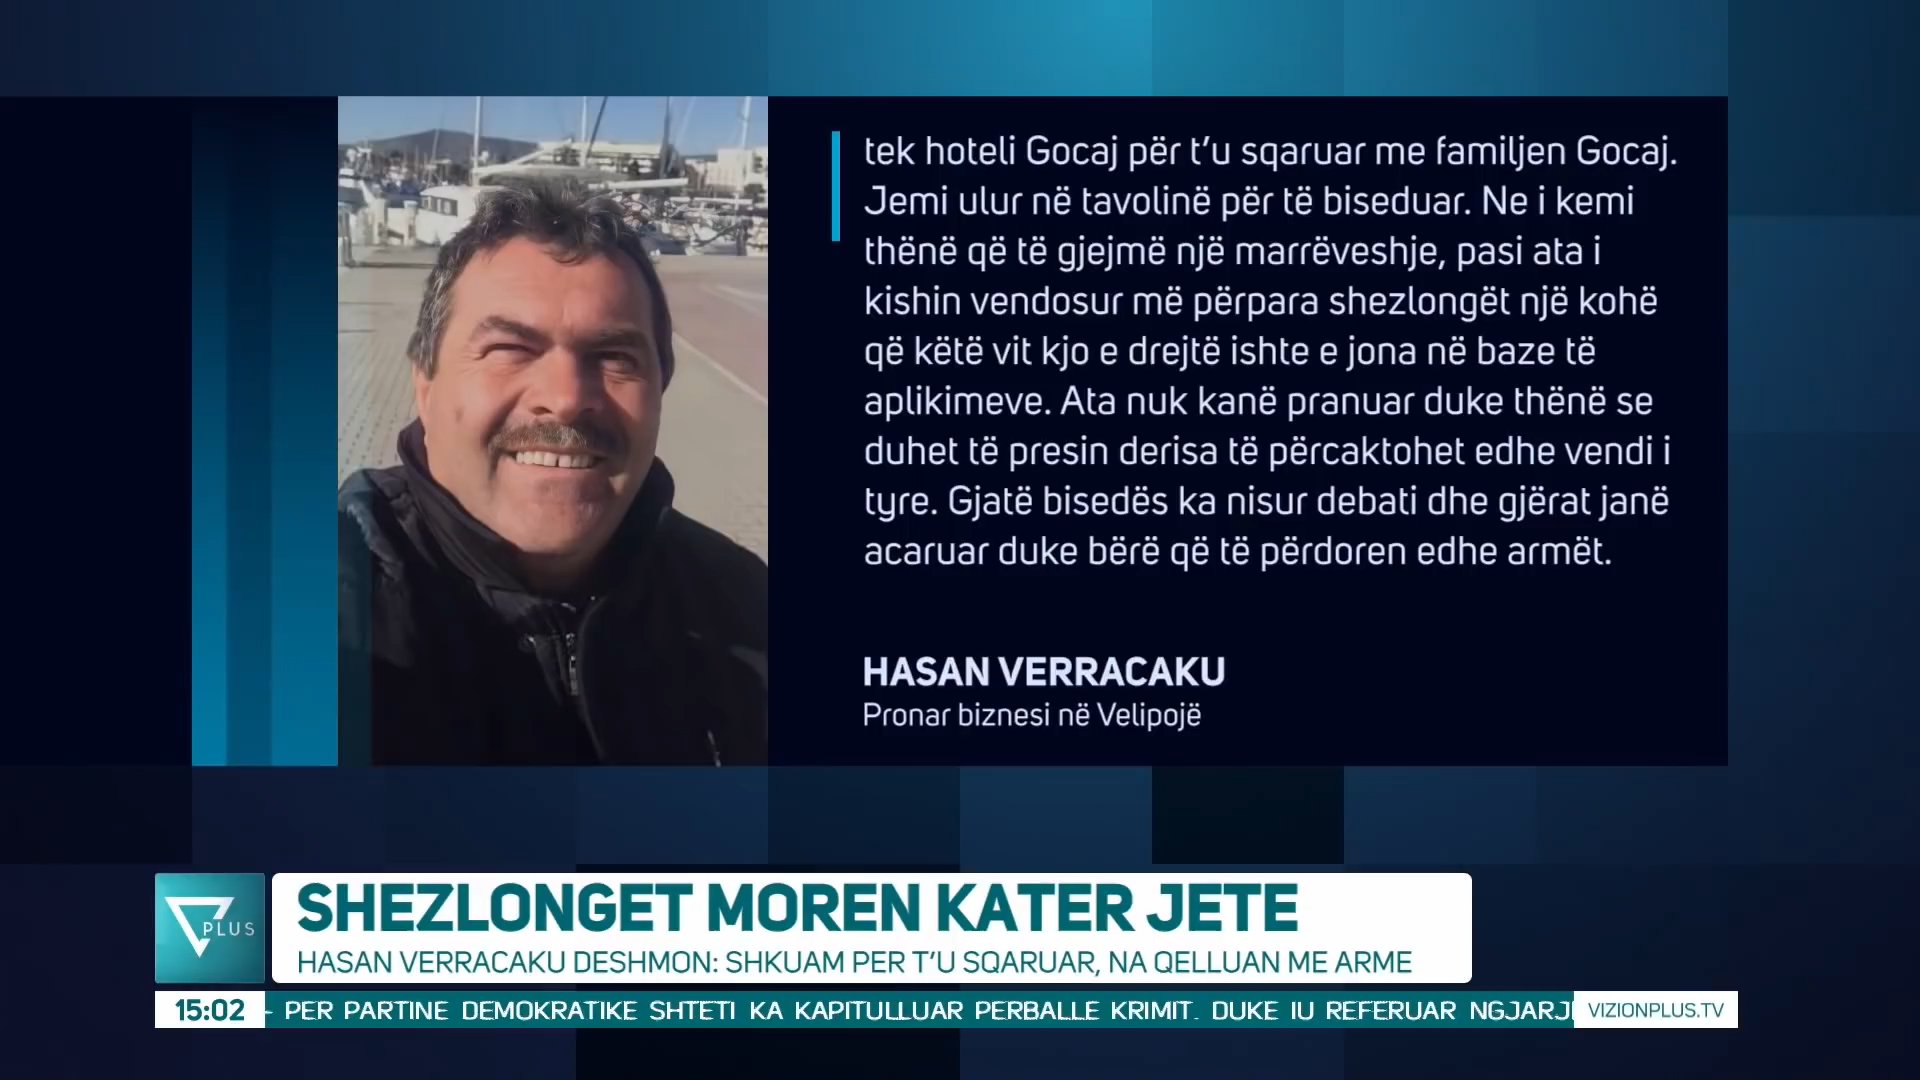 tek hoteli Gocaj për t’u sqaruar me familjen Gocaj.
Jemi ulur në tavolinë për të biseduar. Ne i kemi
thënë që të gjejmë një marrëveshje, pasi ata i
kishin vendosur më përpara shezlongët një kohë
që këtë vit kjo e drejtë ishte e jona në baze të
aplikimeve. Ata nuk kanë pranuar duke thënë se
duhet të presin derisa të përcaktohet edhe vendi i
tyre. Gjatë bisedës ka nisur debati dhe gjërat janë
acaruar duke bërë që të përdoren edhe armët.
HASAN VERRACAKU
Pronar biznesi në Velipojë
PLUS
SHEZLONGET MOREN KATER JETE
HASAN VERRACAKU DESHMON: SHKUAM PER T’U SQARUAR, NA QELLUAN ME ARME
15:02
- PER PARTINE DEMOKRATIKE SHTETI KA KAPITULLUAR PERBALLE KRIMIT. DUKE IU REFERUAR NGJARJ
VIZIONPLUS.TV